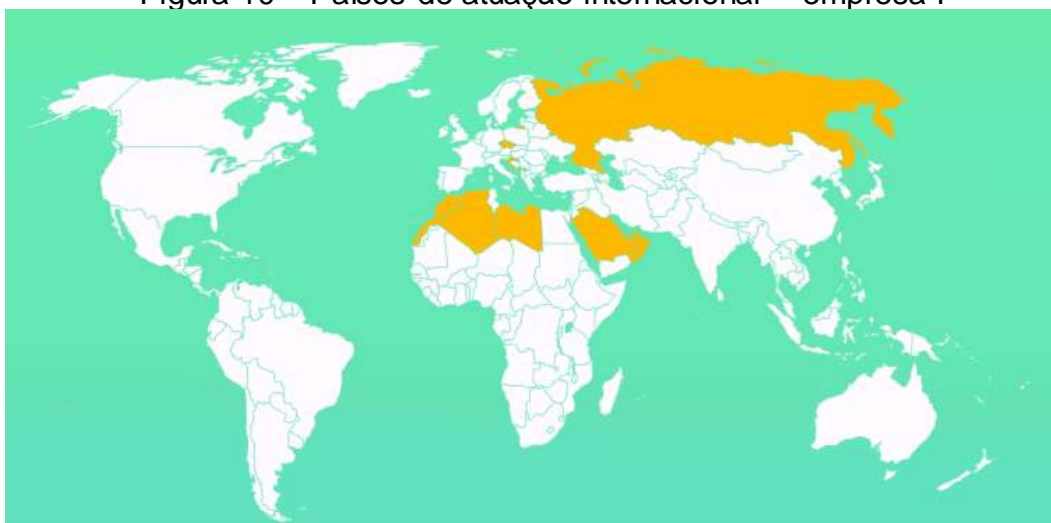 Figura 10 – Países de atuação internacional – empresa I